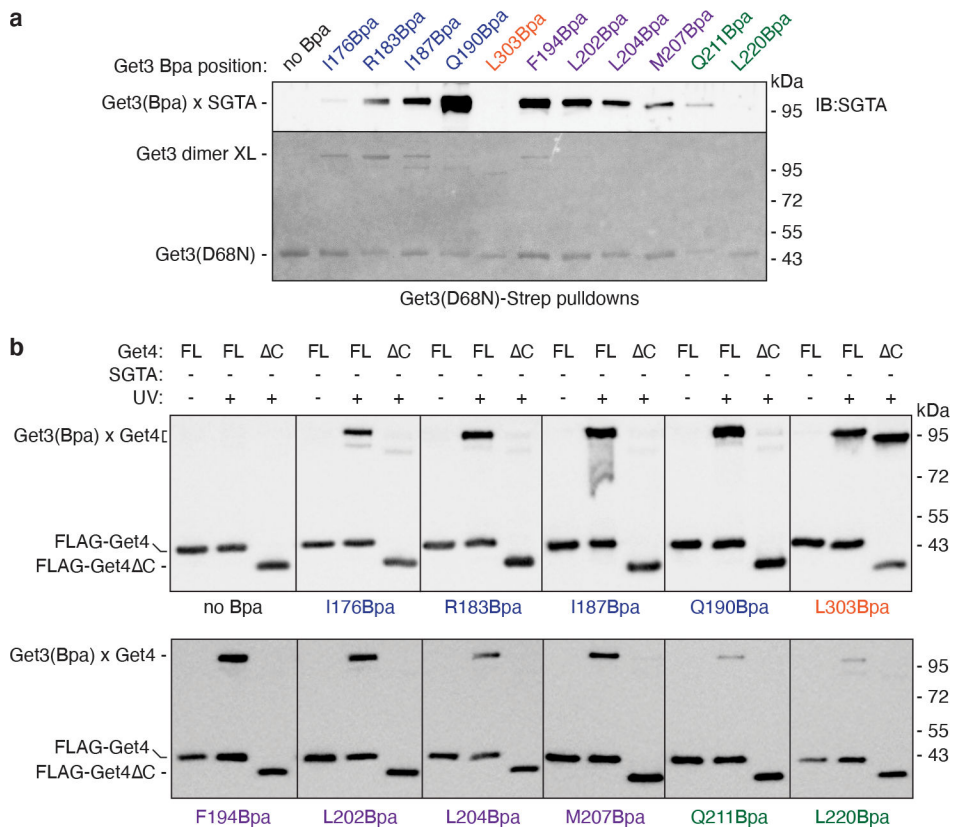 a
no Bpa I176Bpa R183Bpa I187Bpa Q190Bpa L303Bpa F194Bpa L202Bpa L204Bpa M207Bpa Q211Bpa L220Bpa
Get3 Bpa position:
kDa
Get3(Bpa) x SGTA - - 95 IB:SGTA
Get3 dimer XL -
- 95
- 72
- 55
Get3(D68N) - - 43
Get3(D68N)-Strep pulldowns
b
Get4: FL FL ΔC FL FL ΔC FL FL ΔC FL FL ΔC FL FL ΔC FL FL ΔC
SGTA: - - - - - - - - - - - - - - - - - -
UV: - + + - + + - + + - + + - + + - + +
kDa
Get3(Bpa) x Get4 - 95
- 72
- 55
FLAG-Get4 - 43
FLAG-Get4ΔC -
no Bpa I176Bpa R183Bpa I187Bpa Q190Bpa L303Bpa
Get3(Bpa) x Get4 - - 95
- 72
- 55
FLAG-Get4 - 43
FLAG-Get4ΔC -
F194Bpa L202Bpa L204Bpa M207Bpa Q211Bpa L220Bpa